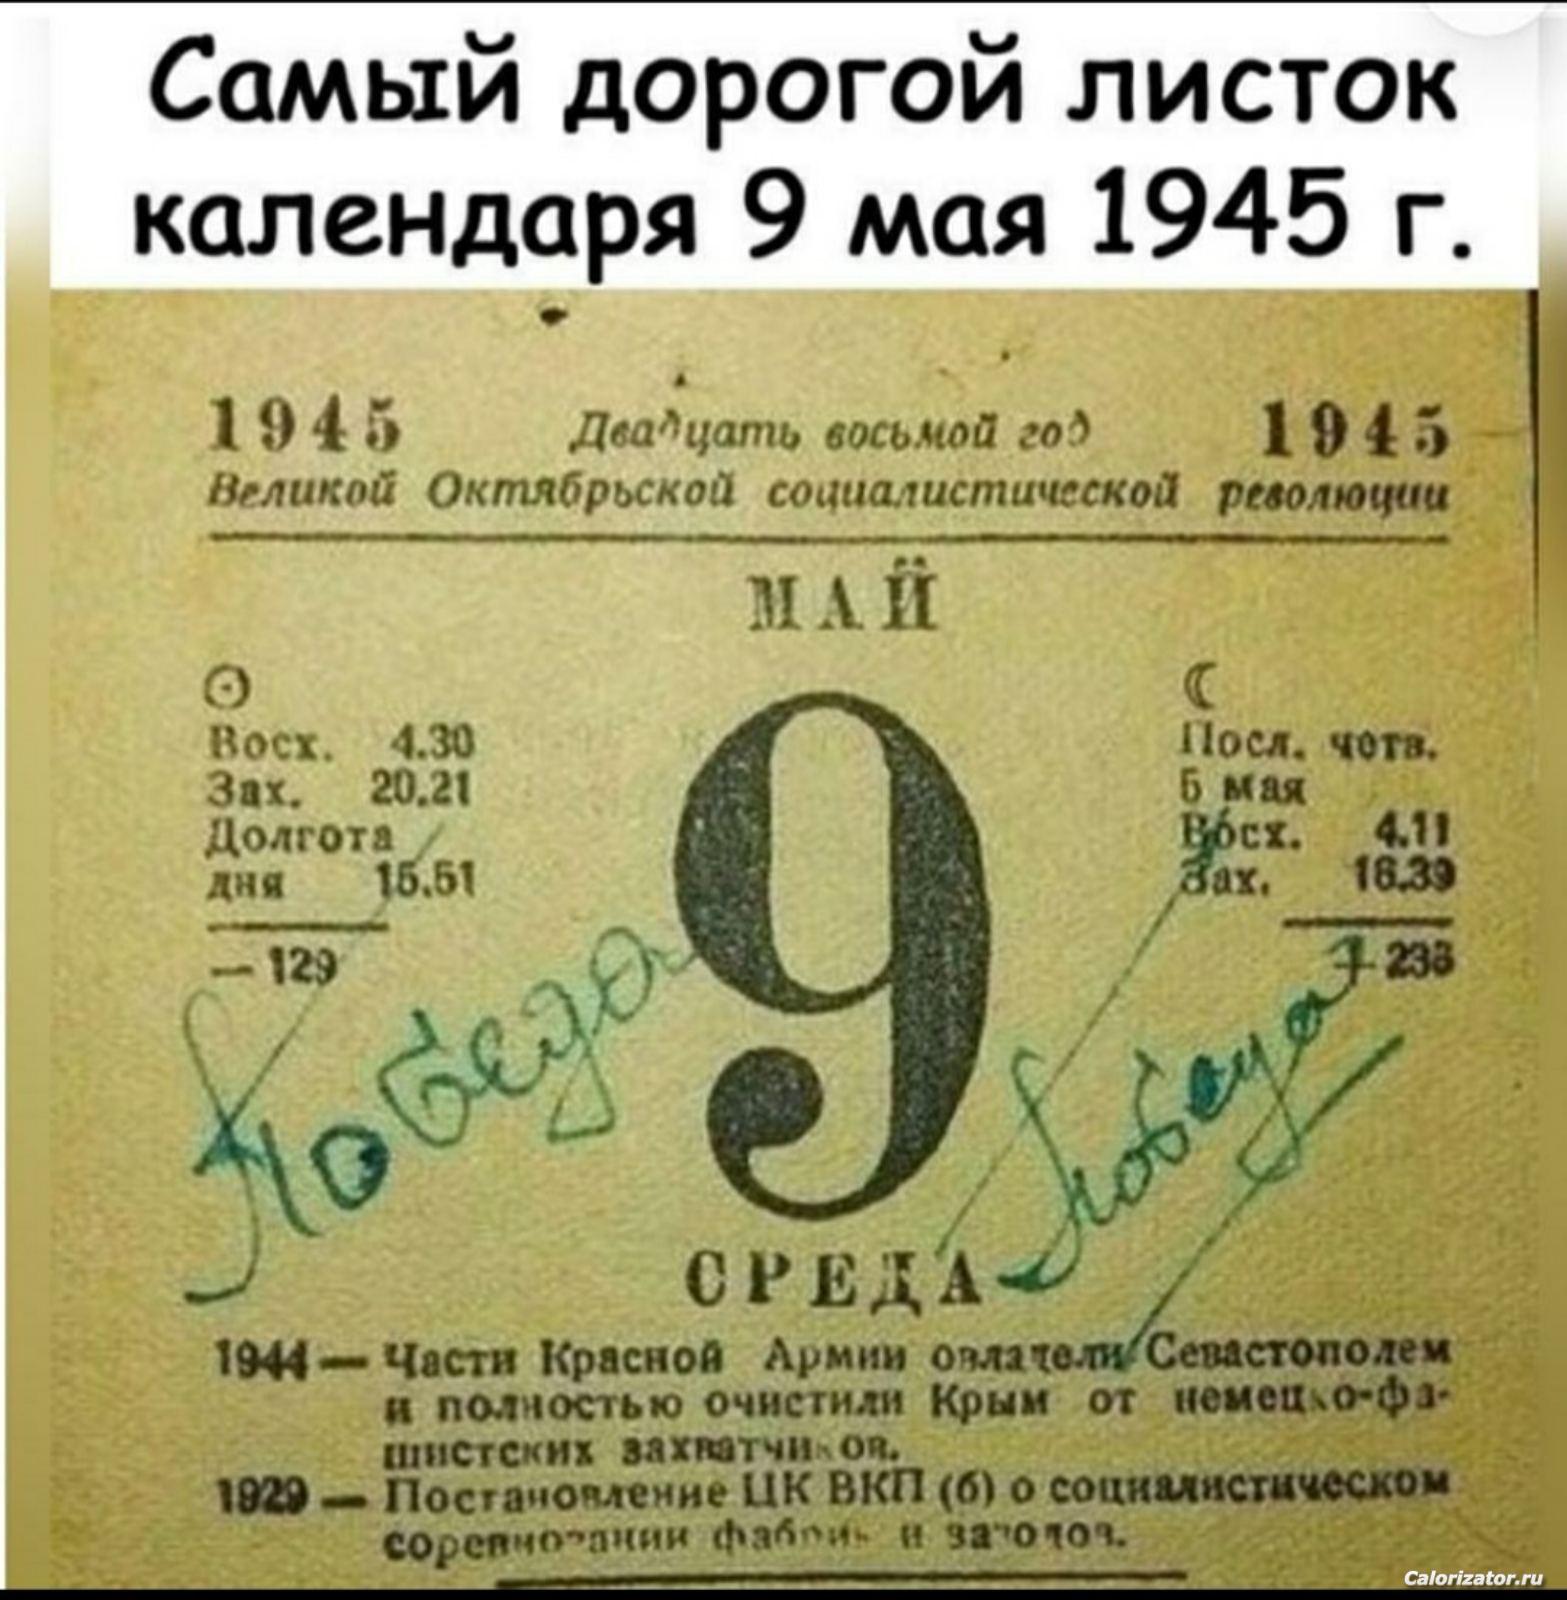 Самый дорогой листок
календаря 9 мая 1945 г.
1945 Двадцать восьмой год 1945
Великой Октябрьской социалистической революции
МАЙ
Восх. 4.30
Зах. 20.21
Долгота
дня 15.51
— 129
9
Посл. четв.
5 мая
Восх. 4.11
Зах. 16.39
+ 236
Победа
Победа
СРЕДА
1944 — Части Красной Армии овладели Севастополем
и полностью очистили Крым от немецко-фа-
шистских захватчиков.
1929 — Постановление ЦК ВКП (б) о социалистическом
соревновании фабрик и заводов.
Calorizator.ru